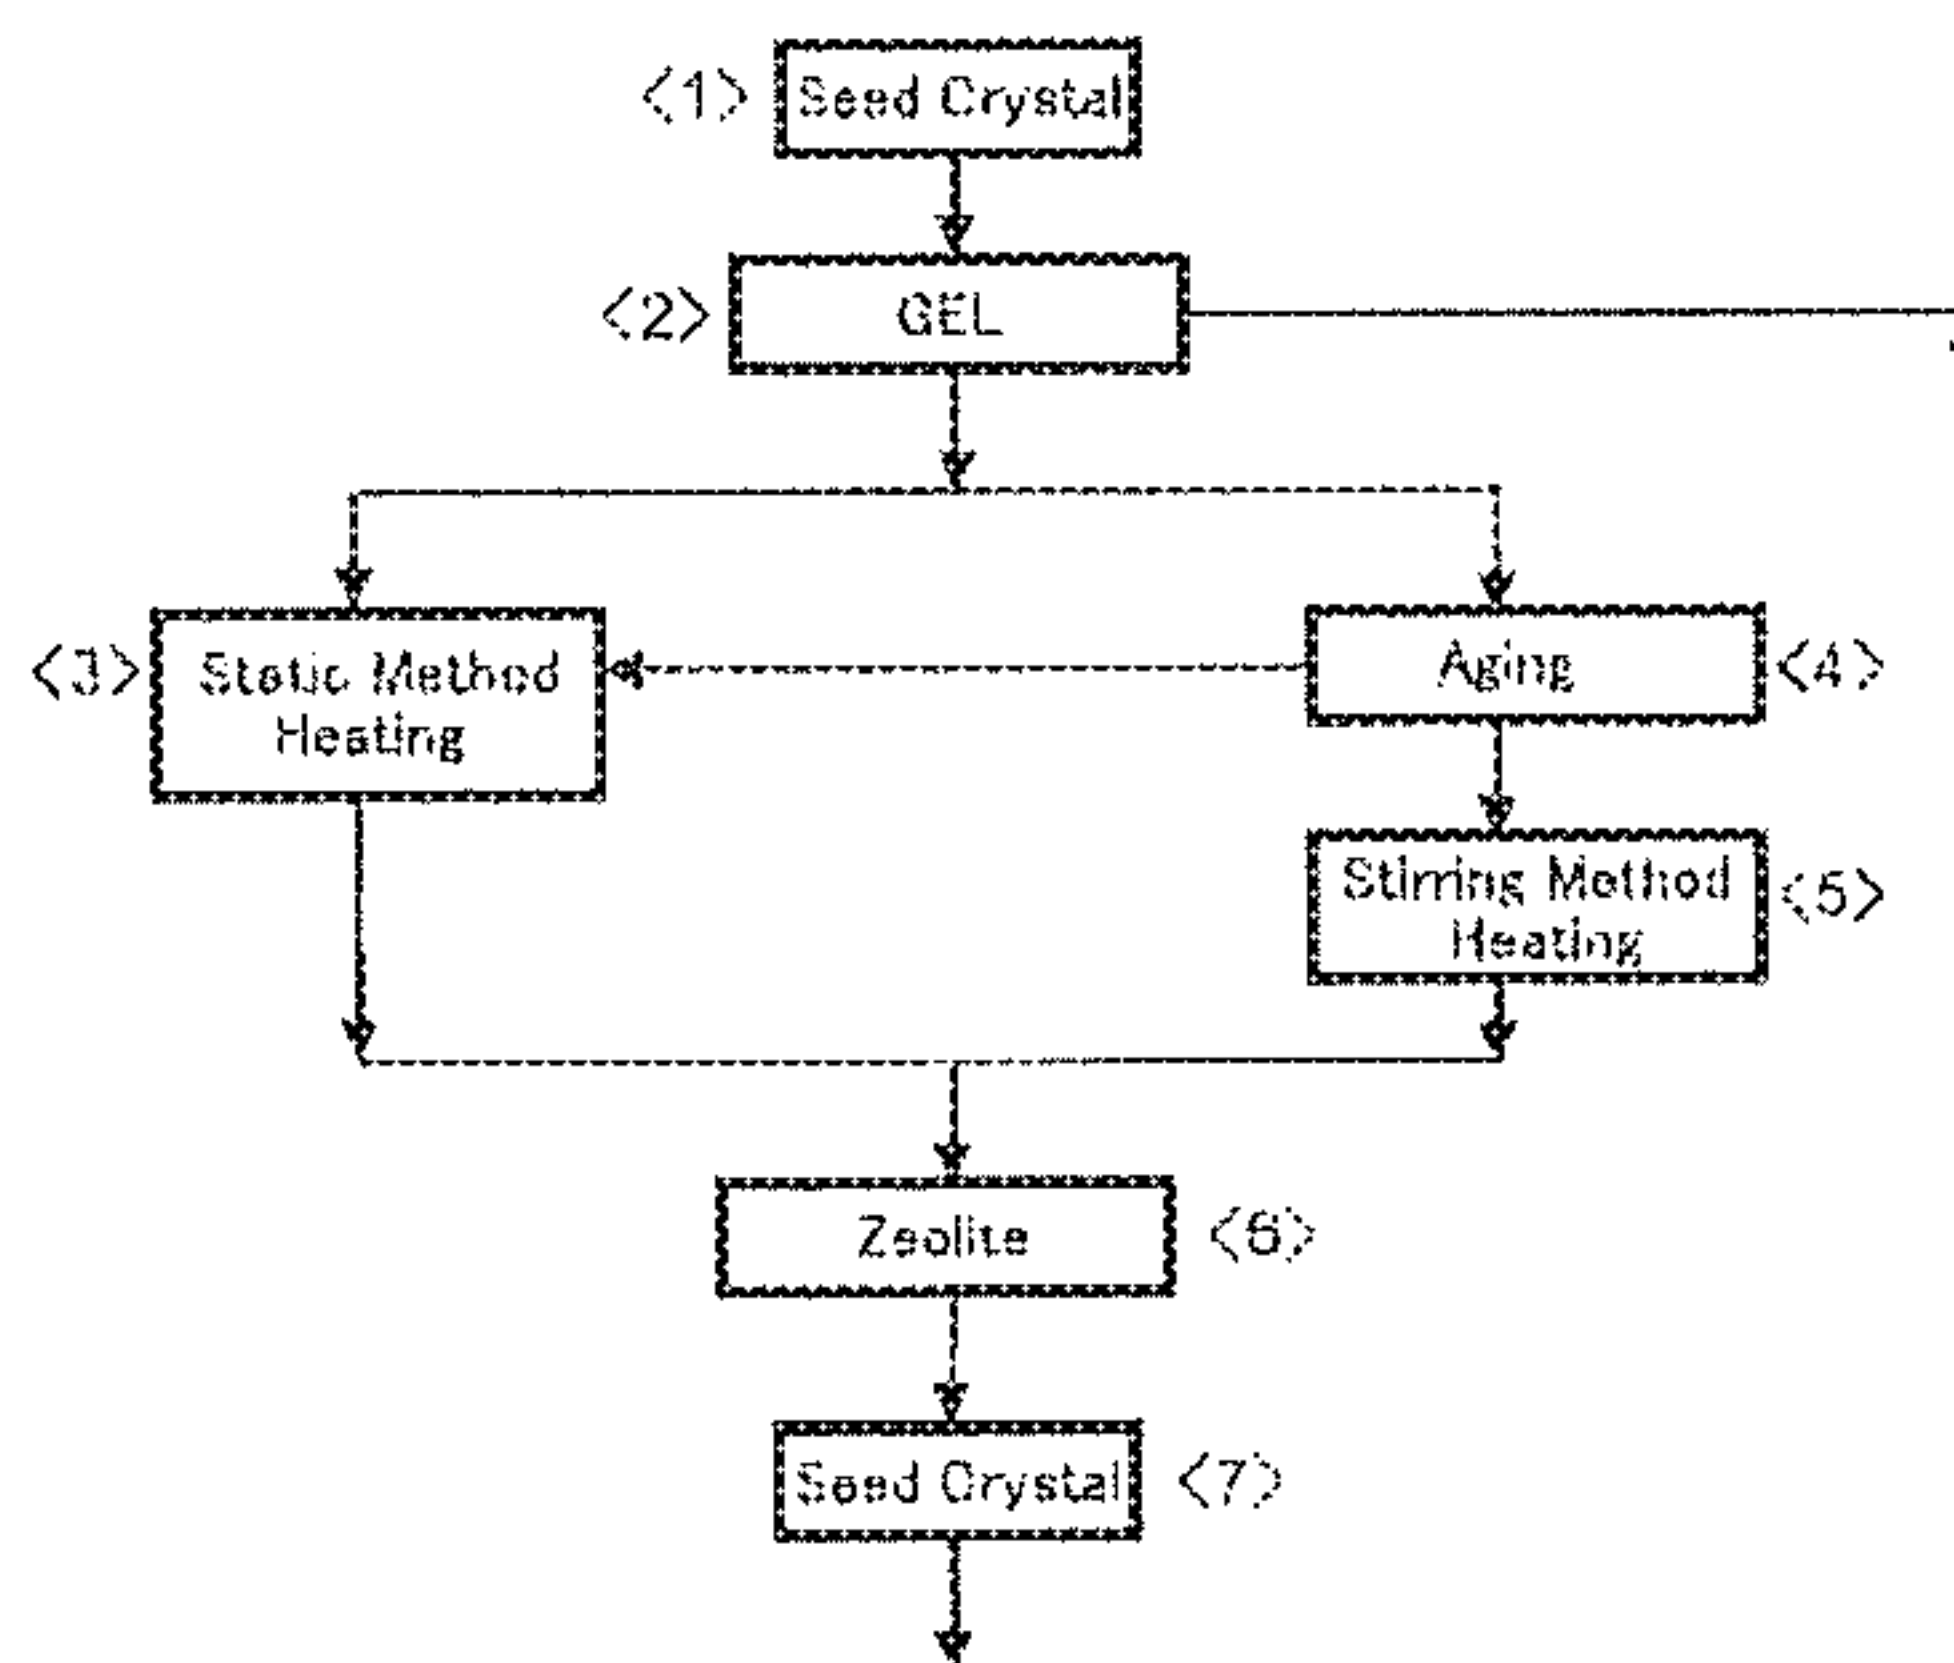 <1> Seed Crystal
<2> GEL
<3> Static Method
Heating
Aging <4>
Stirring Method <5>
Heating
Zeolite <6>
Seed Crystal <7>